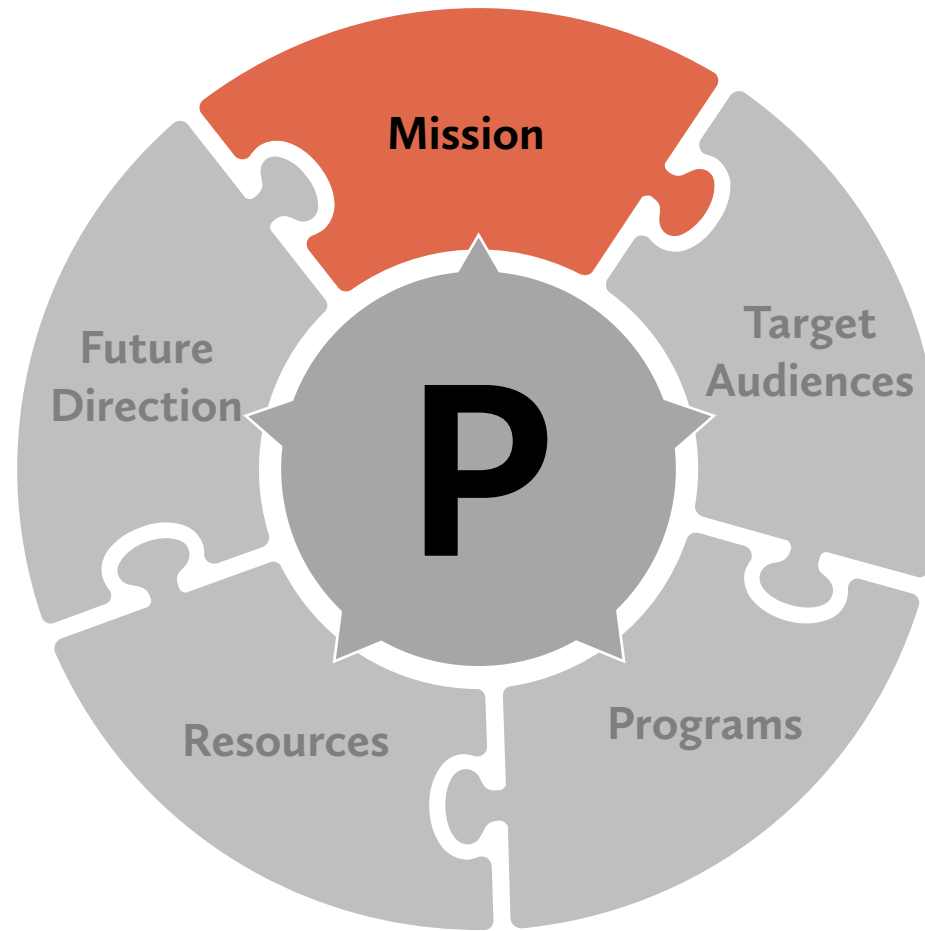 Mission
Target
Audiences
Programs
Resources
Future
Direction
P